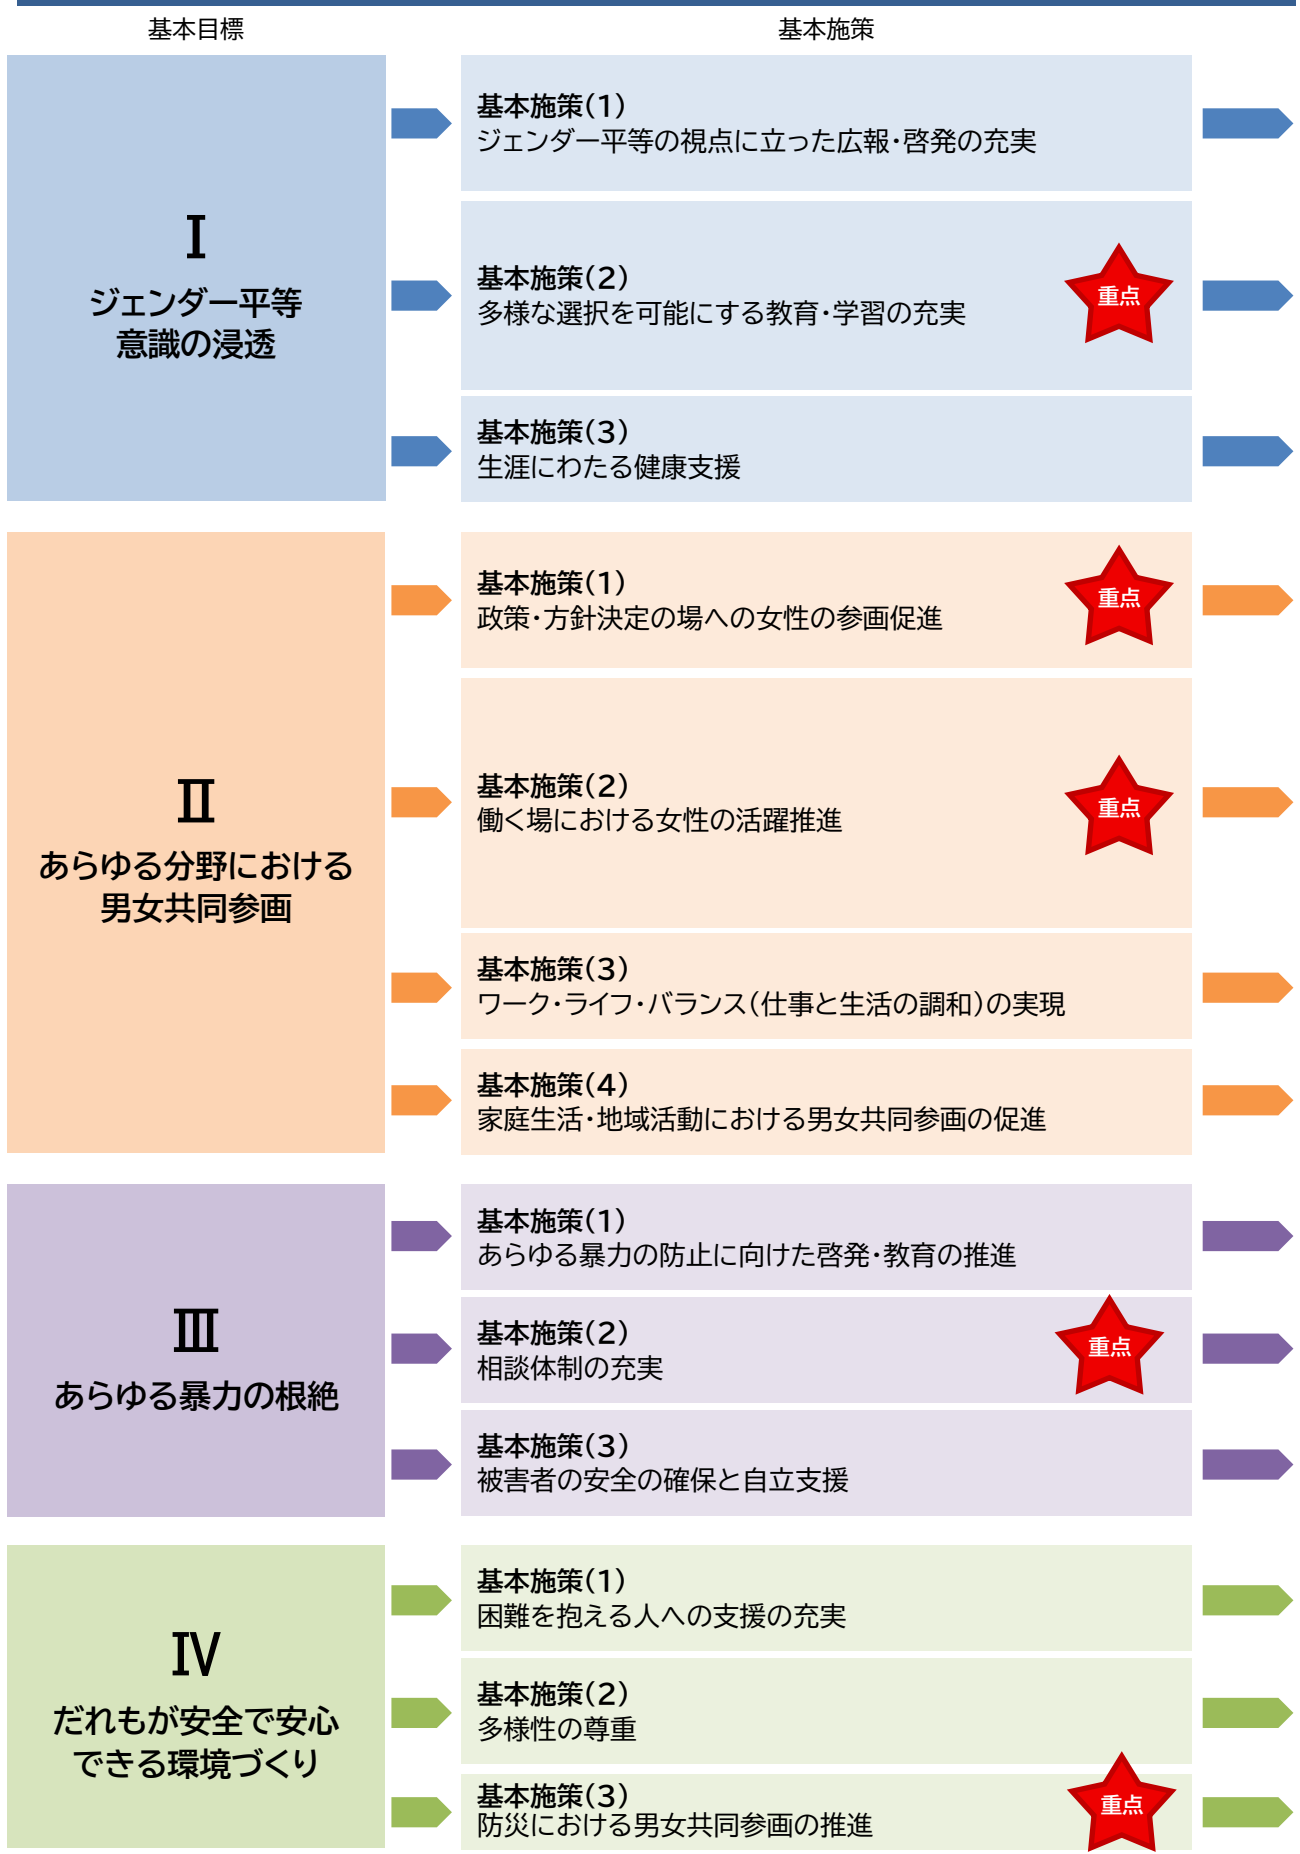 基本目標
基本施策
Ⅰ
ジェンダー平等
意識の浸透
基本施策(1)
ジェンダー平等の視点に立った広報・啓発の充実
基本施策(2)
多様な選択を可能にする教育・学習の充実
重点
基本施策(3)
生涯にわたる健康支援
Ⅱ
あらゆる分野における
男女共同参画
基本施策(1)
政策・方針決定の場への女性の参画促進
重点
基本施策(2)
働く場における女性の活躍推進
重点
基本施策(3)
ワーク・ライフ・バランス(仕事と生活の調和)の実現
基本施策(4)
家庭生活・地域活動における男女共同参画の促進
Ⅲ
あらゆる暴力の根絶
基本施策(1)
あらゆる暴力の防止に向けた啓発・教育の推進
基本施策(2)
相談体制の充実
重点
基本施策(3)
被害者の安全の確保と自立支援
Ⅳ
だれもが安全で安心
できる環境づくり
基本施策(1)
困難を抱える人への支援の充実
基本施策(2)
多様性の尊重
基本施策(3)
防災における男女共同参画の推進
重点